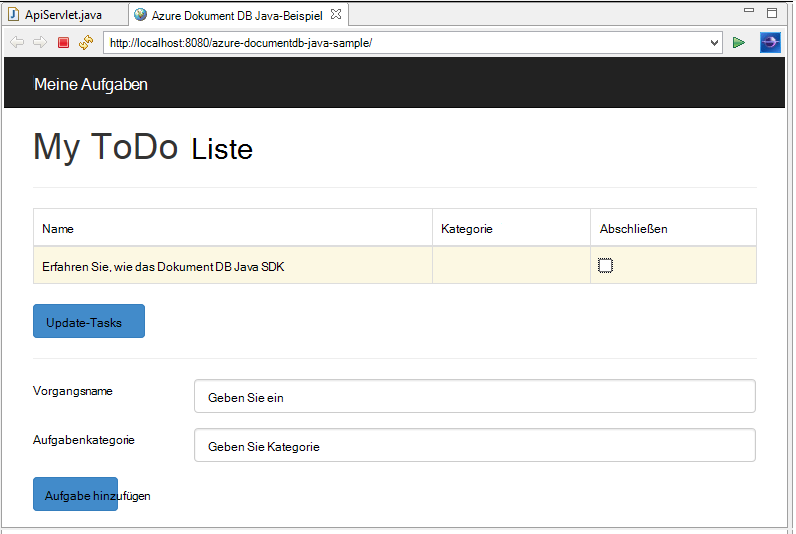 ApiServlet.java Azure Dokument DB Java-Beispiel
http://localhost:8080/azure-documentdb-java-sample/
Meine Aufgaben
My ToDo Liste
Name Kategorie Abschließen
Erfahren Sie, wie das Dokument DB Java SDK
Update-Tasks
Vorgangsname Geben Sie ein
Aufgabenkategorie Geben Sie Kategorie
Aufgabe hinzufügen